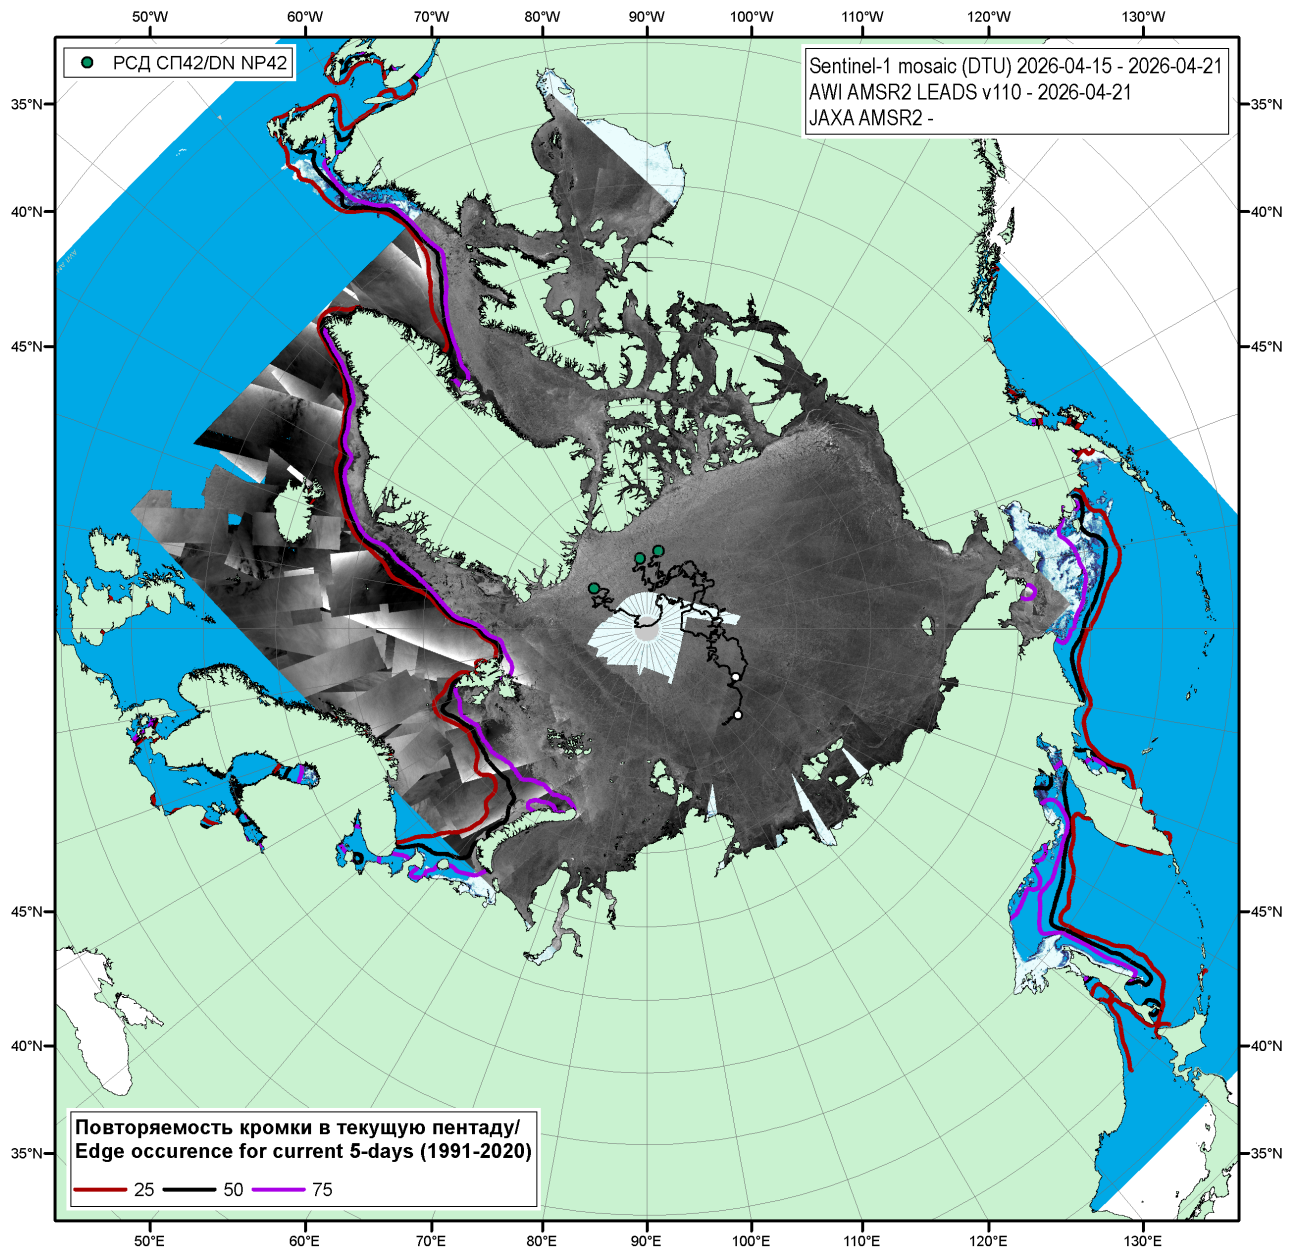 60°W 70°W 80°W 90°W 100°W 110°W 120°W
50°W 130°W
РСД СП42/DN NP42
Sentinel-1 mosaic (DTU) 2026-04-15 - 2026-04-21
AWI AMSR2 LEADS v110 - 2026-04-21
JAXA AMSR2 -
35°N 35°N
40°N 40°N
45°N 45°N
45°N 45°N
40°N 40°N
35°N 35°N
Повторяемость кромки в текущую пентаду/
Edge occurence for current 5-days (1991-2020)
25 50 75
50°E 60°E 70°E 80°E 90°E 100°E 110°E 120°E 130°E